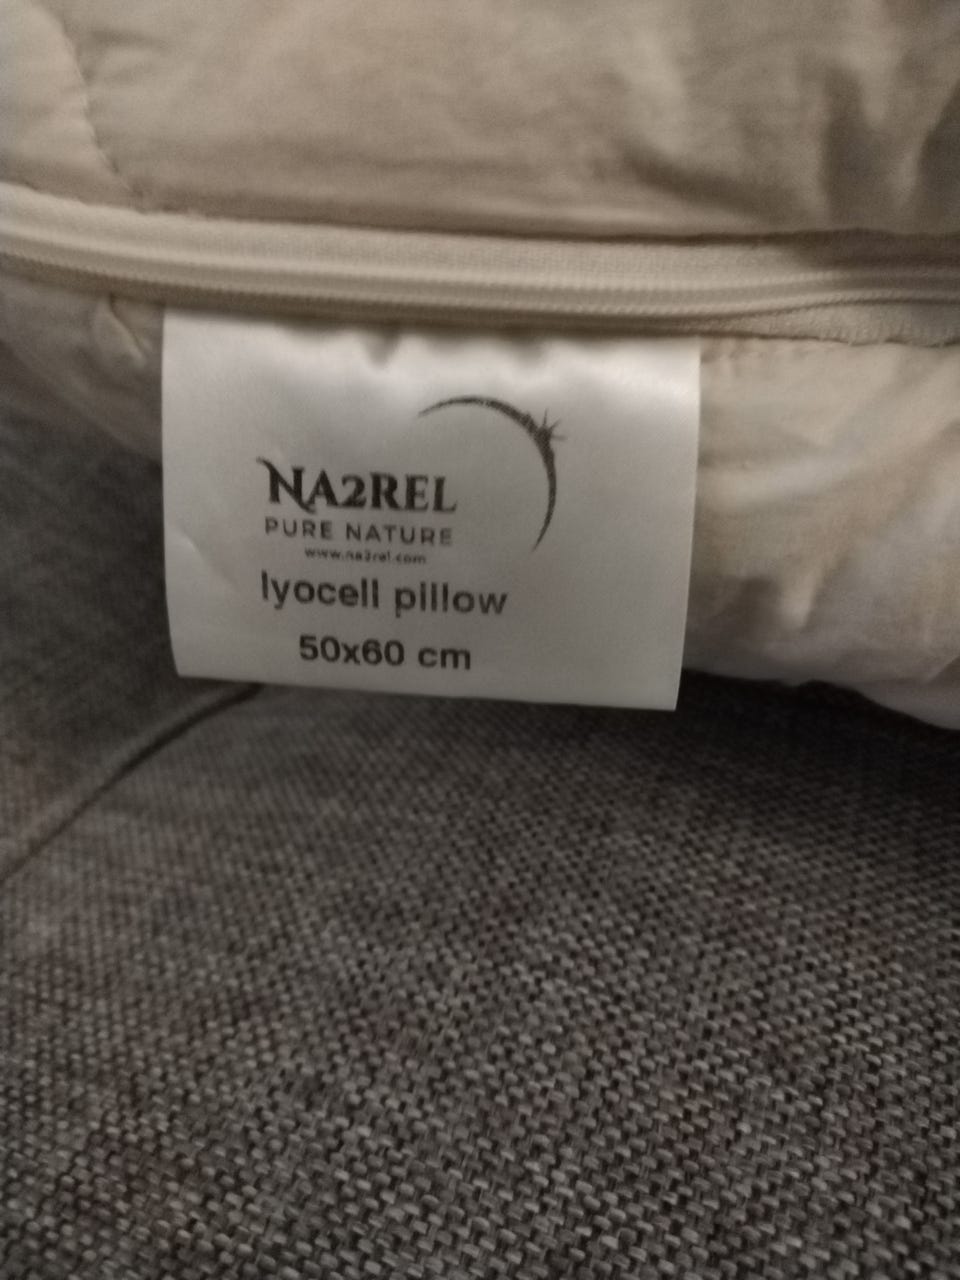 NA2REL
PURE NATURE
www.na2rel.com
lyocell pillow
50x60 cm